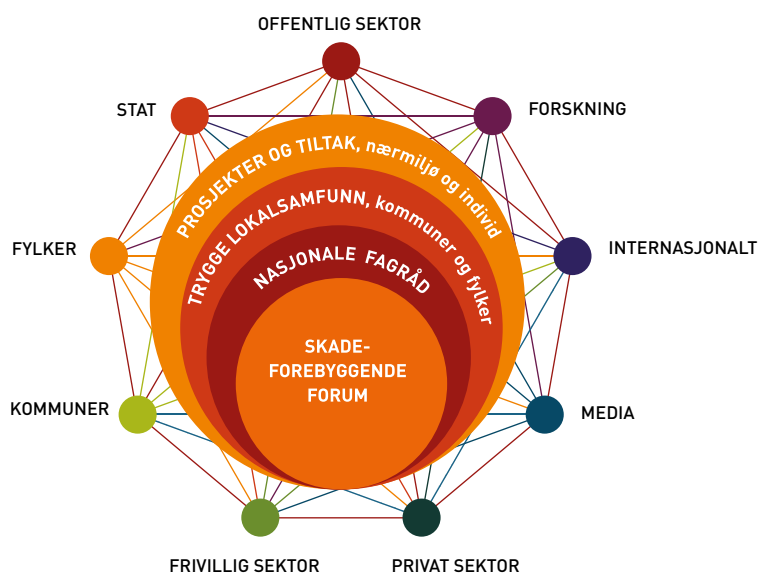 OFFENTLIG SEKTOR
STAT
FORSKNING
PROSJEKTER OG TILTAK, nærmiljø og individ
TRYGGE LOKALSAMFUNN, kommuner og fylker
FYLKER
INTERNASJONALT
NASJONALE FAGRÅD
SKADE-
FOREBYGGENDE
FORUM
KOMMUNER
MEDIA
FRIVILLIG SEKTOR
PRIVAT SEKTOR